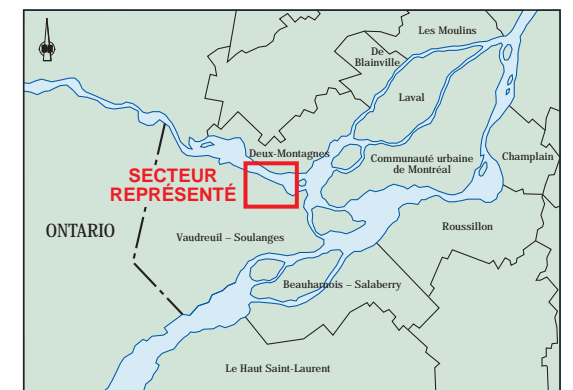 Les Moulins
De
Blainville
Laval
Deux-Montagnes
Communauté urbaine
de Montréal
Champlain
SECTEUR
REPRÉSENTÉ
ONTARIO
Vaudreuil – Soulanges
Roussillon
Beauharnois – Salaberry
Le Haut Saint-Laurent